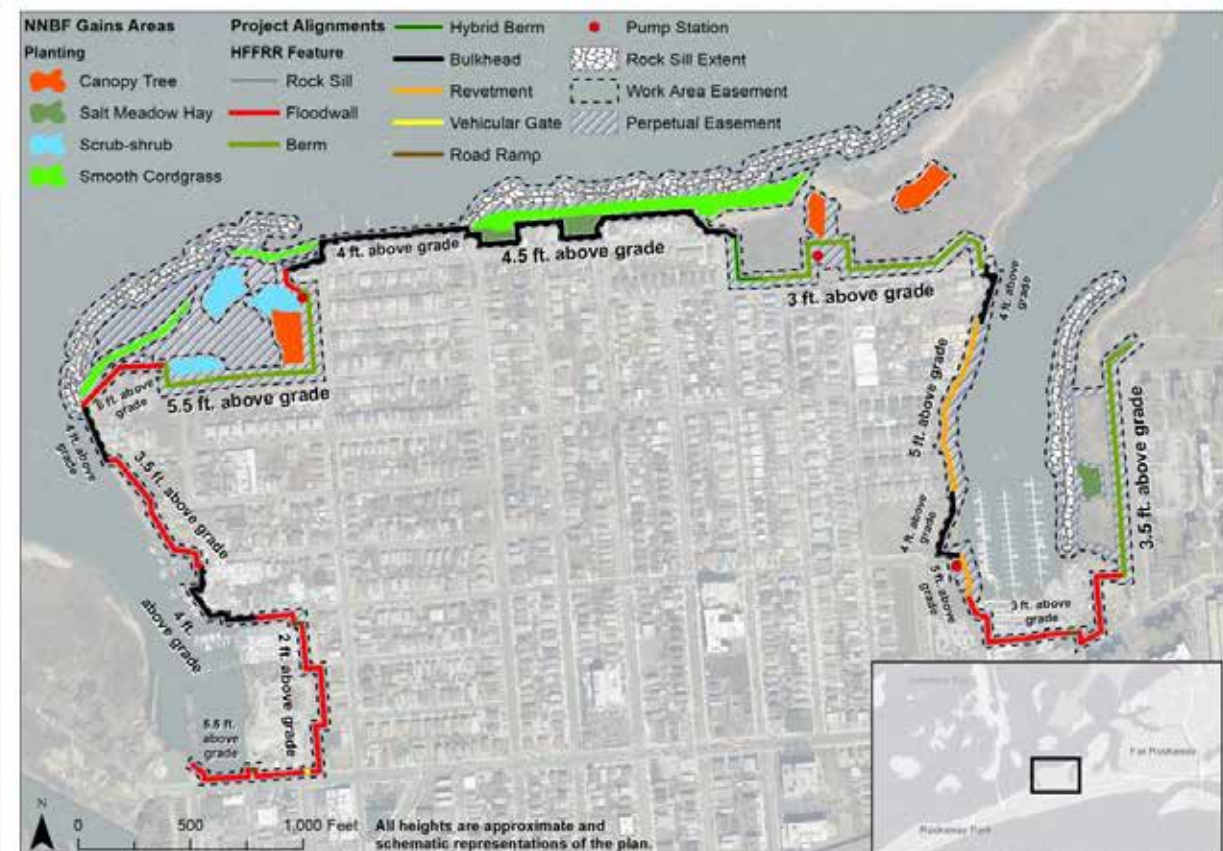 NNBF Gains Areas
Planting
Canopy Tree
Salt Meadow Hay
Scrub-shrub
Smooth Cordgrass
Project Alignments
HFFRR Feature
Rock Sill
Floodwall
Berm
Hybrid Berm
Bulkhead
Revetment
Vehicular Gate
Road Ramp
Pump Station
Rock Sill Extent
Work Area Easement
Perpetual Easement
4 ft. above grade
4.5 ft. above grade
3 ft. above grade
4 ft. above
grade
ft. above
grade
5.5 ft. above grade
4 ft. above
grade
3.5 ft. above grade
4 ft.
above grade
2 ft. above grade
ft.
above
grade
5 ft. above grade
4 ft. above
grade
5 ft. above
grade
3 ft. above
grade
3.5 ft. above grade
N
0 500 1,000 Feet
All heights are approximate and
schematic representations of the plan.
Far Rockaway
Rockaway Park